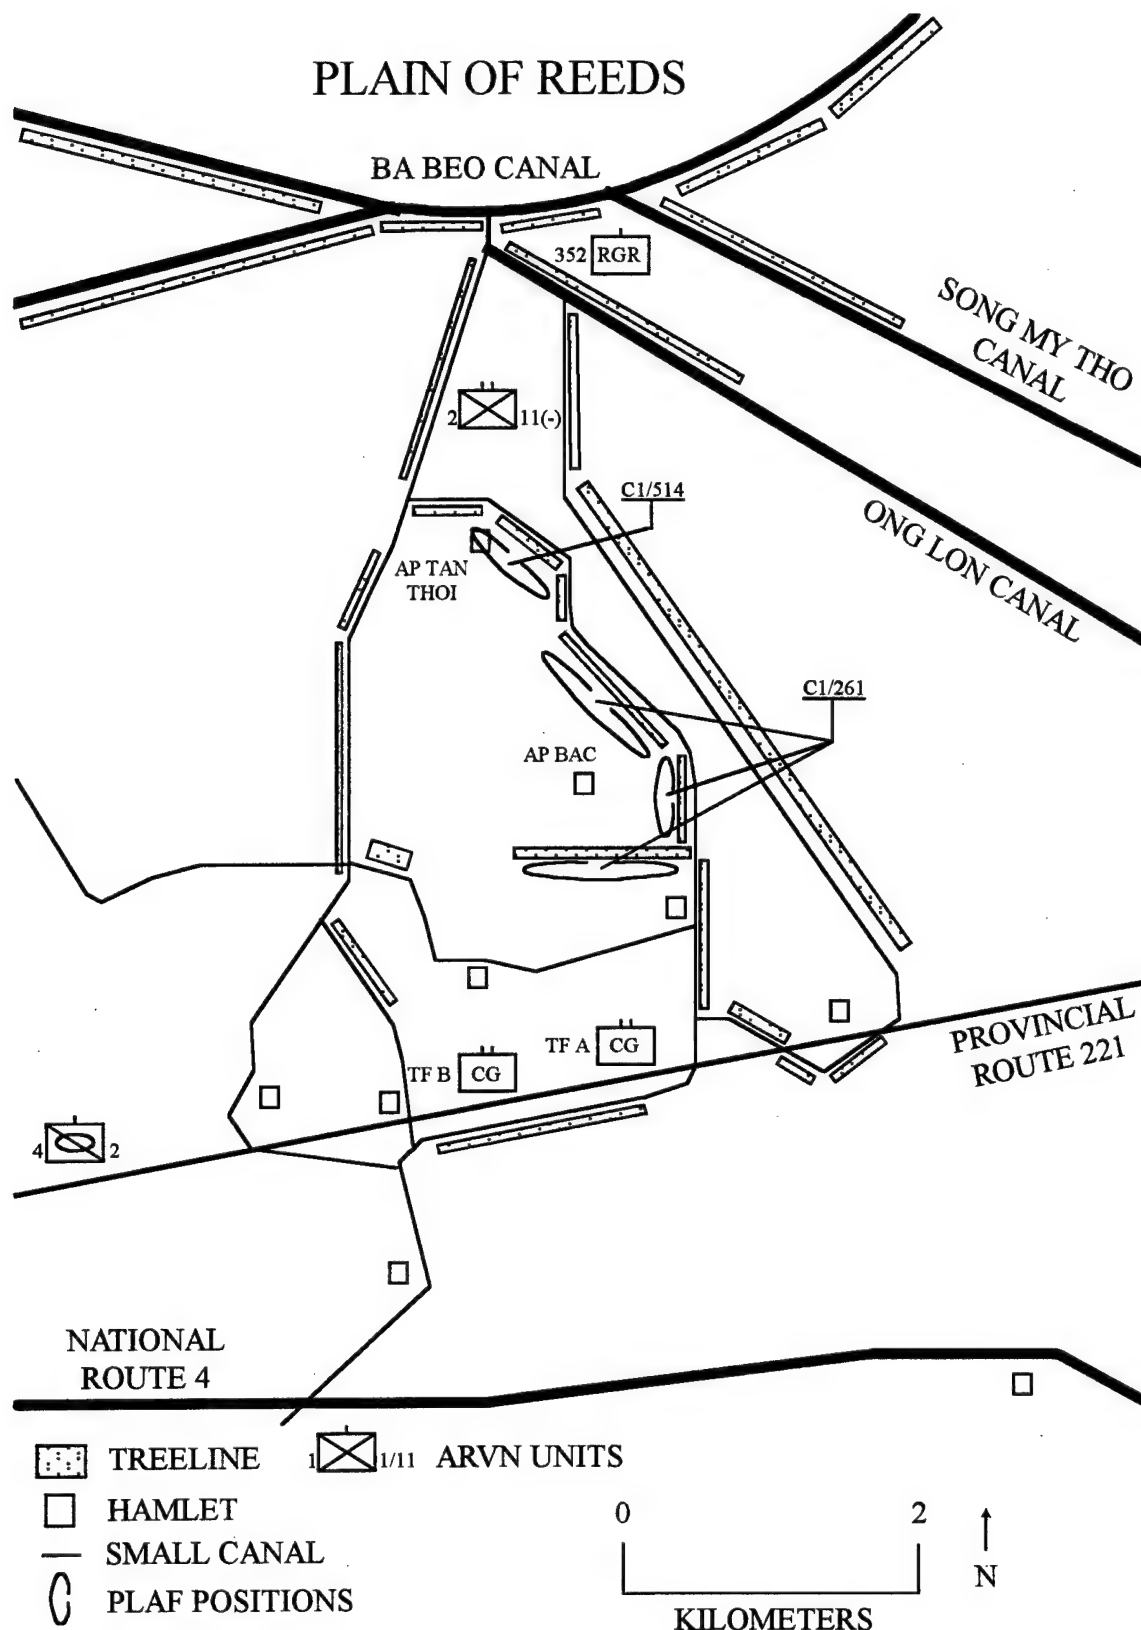 PLAIN OF REEDS
BA BEO CANAL
352 RGR
SONG MY THO
CANAL
2 11(-)
C1/514
ONG LON CANAL
AP TAN
THOI
C1/261
AP BAC
PROVINCIAL
ROUTE 221
TF A CG
TF B CG
4 2
NATIONAL
ROUTE 4
TREELINE
1 1/11 ARVN UNITS
HAMLET
SMALL CANAL
PLAF POSITIONS
0 2
KILOMETERS
N